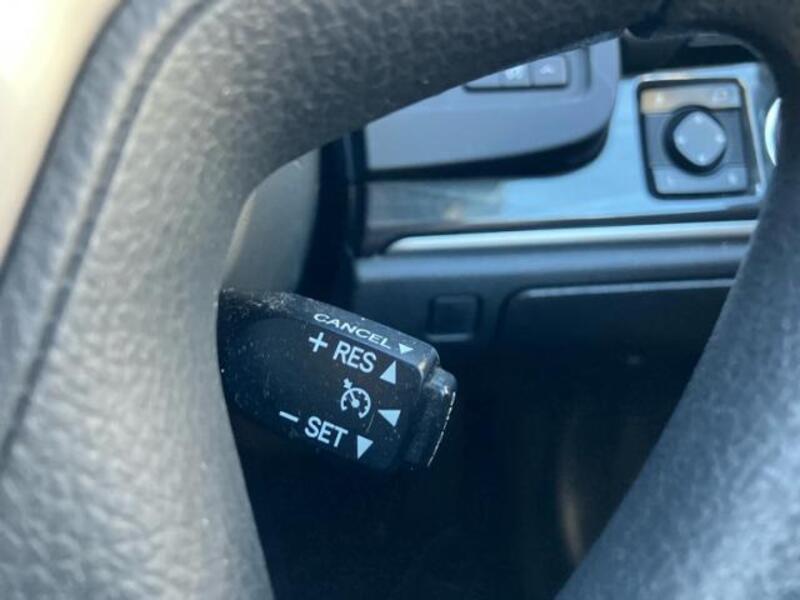 CANCEL ▼
+ RES ▲
− SET ▼